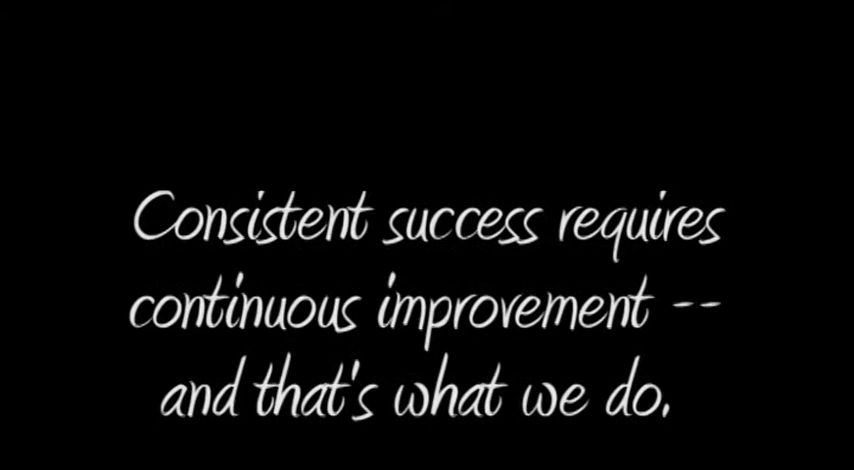 Consistent success requires
continuous improvement --
and that's what we do.